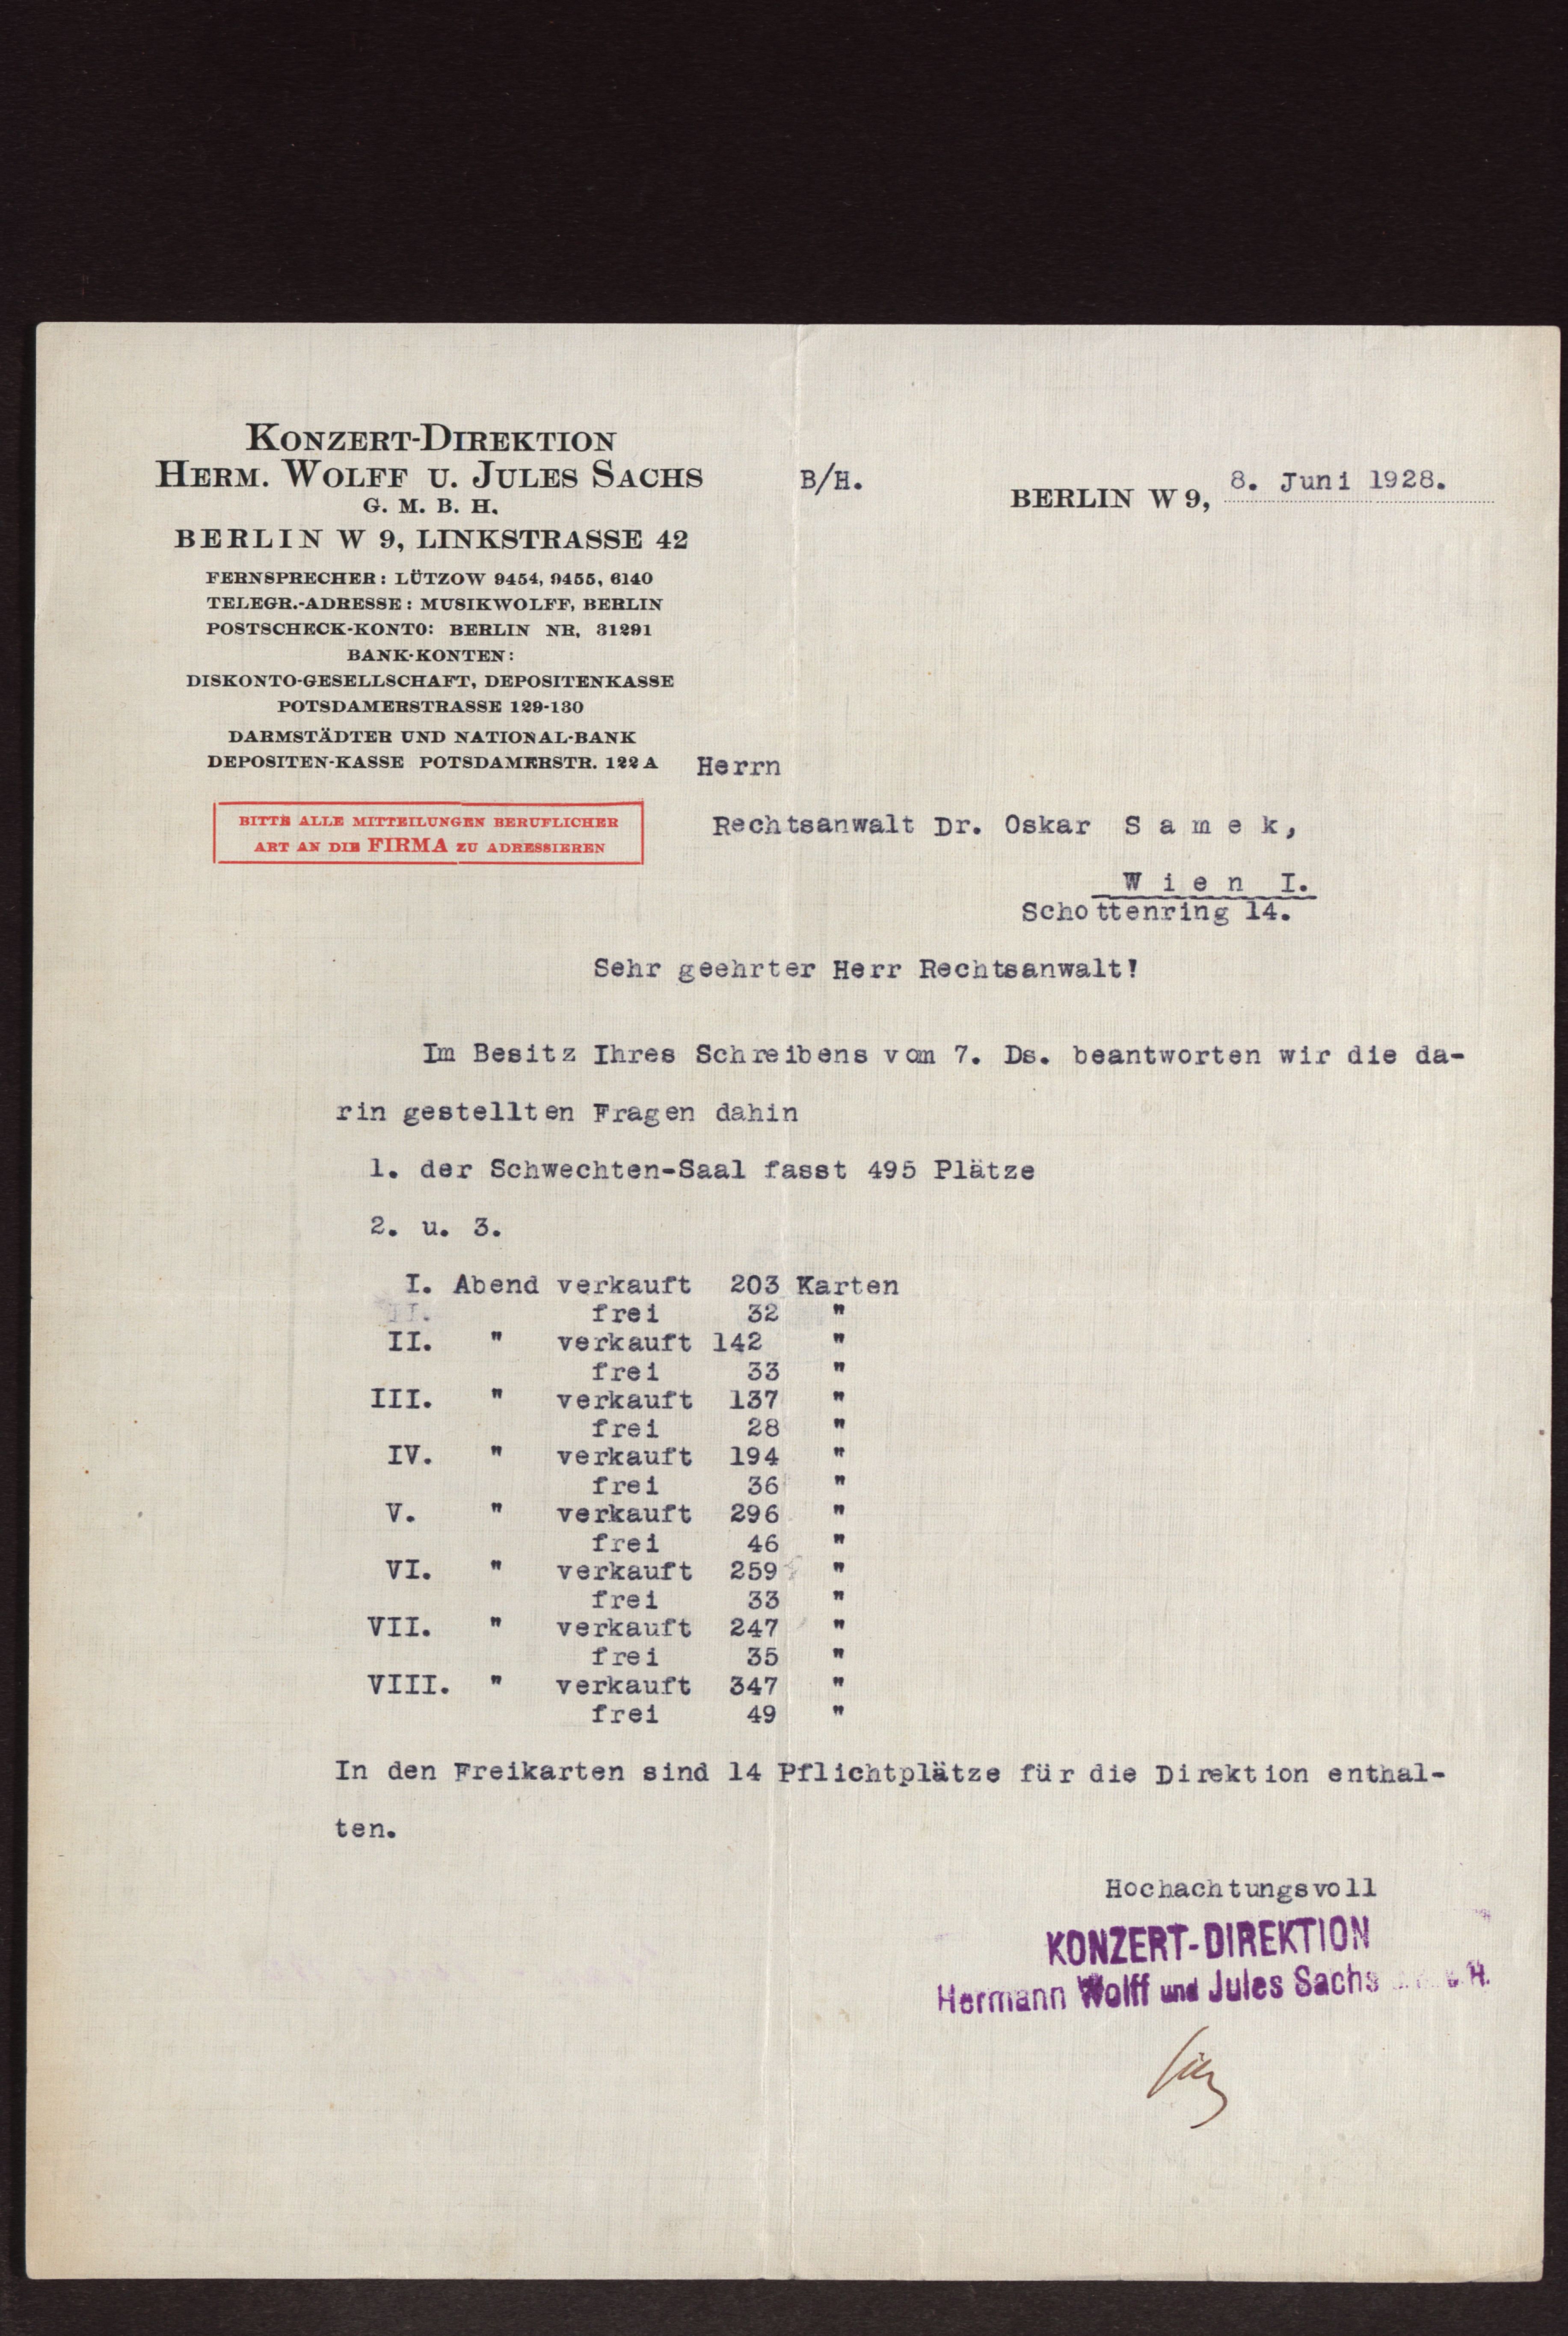 KONZERT-DIREKTION
HERM. WOLFF U. JULES SACHS
G. M. B. H.
BERLIN W 9, LINKSTRASSE 42
FERNSPRECHER: LÜTZOW 9454, 9455, 6140
TELEGR.-ADRESSE: MUSIKWOLFF, BERLIN
POSTSCHECK-KONTO: BERLIN NR. 31291
BANK-KONTEN:
DISKONTO-GESELLSCHAFT, DEPOSITENKASSE
POTSDAMERSTRASSE 129-130
DARMSTÄDTER UND NATIONAL-BANK
DEPOSITEN-KASSE POTSDAMERSTR. 122 A
BITTE ALLE MITTEILUNGEN BERUFLICHER
ART AN DIE FIRMA ZU ADRESSIEREN
B/H.
BERLIN W 9, 8. Juni 1928.
Herrn
Rechtsanwalt Dr. Oskar S a m e k,
W i e n I.
Schottenring 14.
Sehr geehrter Herr Rechtsanwalt!
Im Besitz Ihres Schreibens vom 7. Ds. beantworten wir die da-
rin gestellten Fragen dahin
1. der Schwechten-Saal fasst 495 Plätze
2. u. 3.
I. Abend verkauft 203 Karten
II. frei 32 "
II. " verkauft 142 "
frei 33 "
III. " verkauft 137 "
frei 28 "
IV. " verkauft 194 "
frei 36 "
V. " verkauft 296 "
frei 46 "
VI. " verkauft 259 "
frei 33 "
VII. " verkauft 247 "
frei 35 "
VIII. " verkauft 347 "
frei 49 "
In den Freikarten sind 14 Pflichtplätze für die Direktion enthal-
ten.
Hochachtungsvoll
KONZERT-DIREKTION
Hermann Wolff und Jules Sachs H.